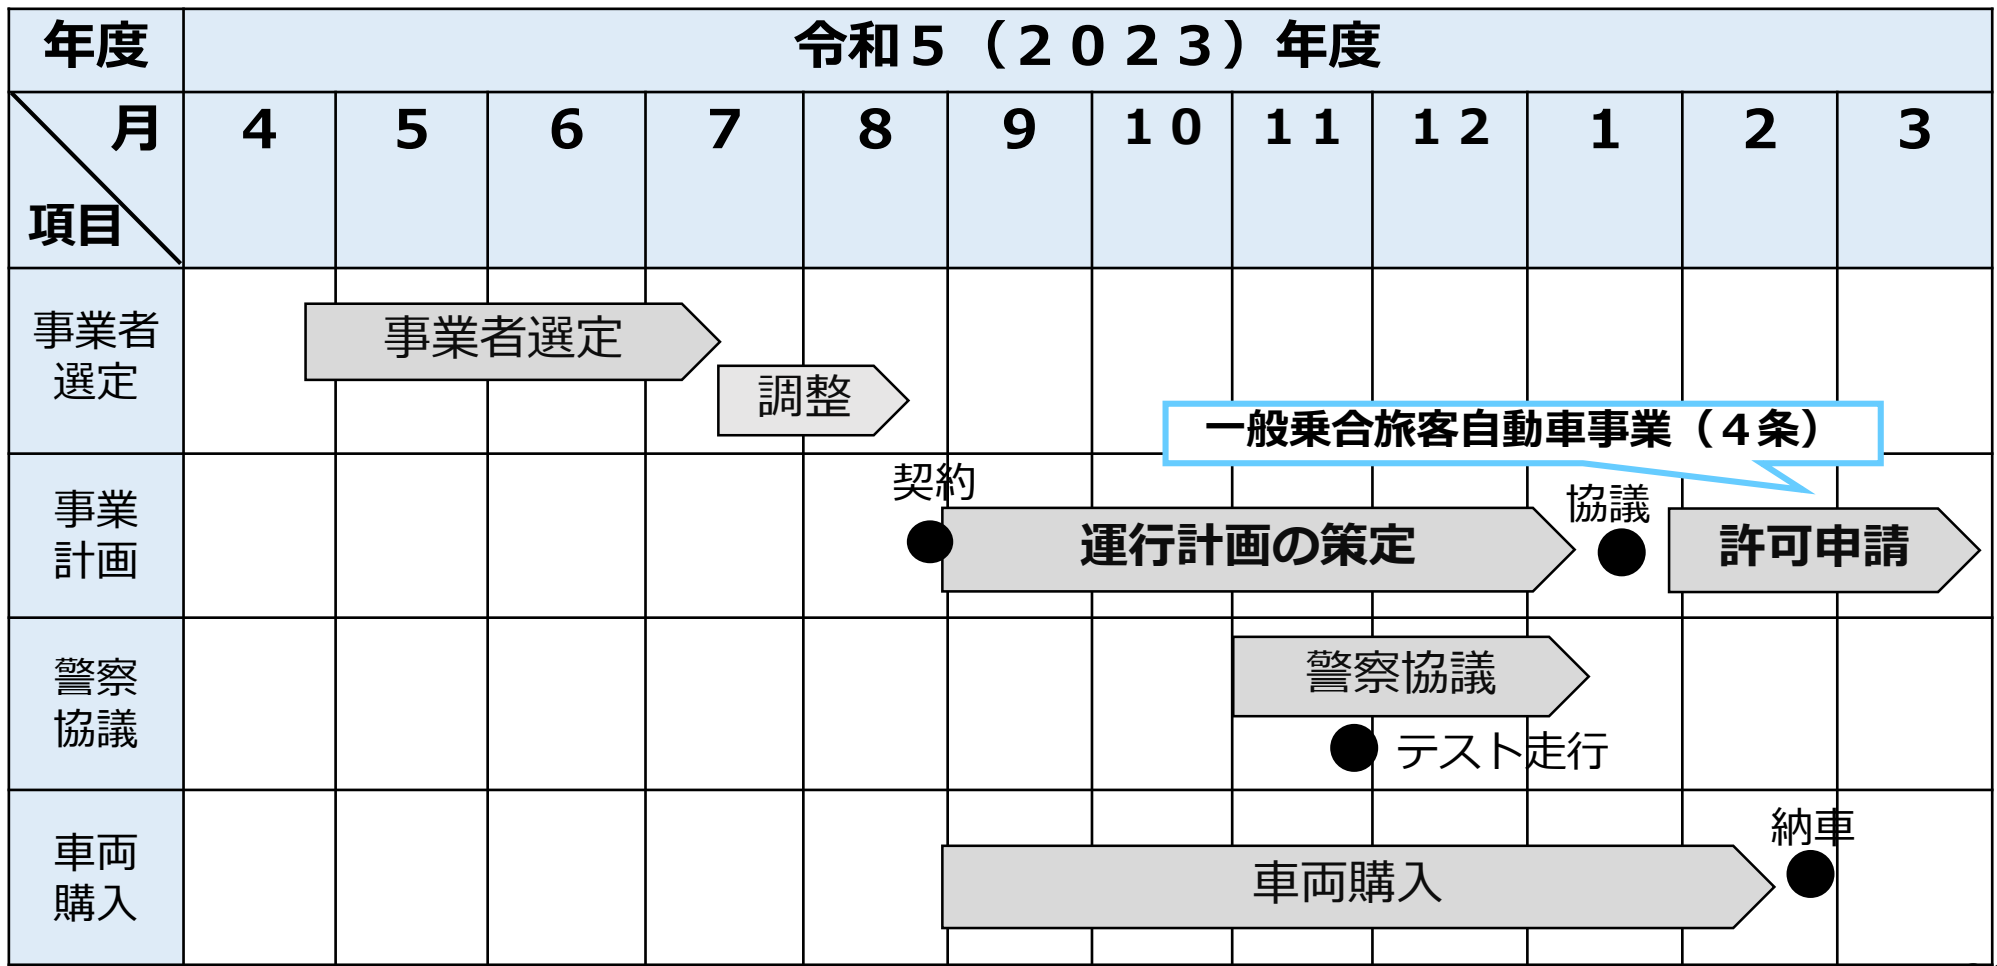 年度
令和５（２０２３）年度
月
項目
４
５
６
７
８
９
１０
１１
１２
１
２
３
事業者
選定
事業者選定
調整
一般乗合旅客自動車事業（４条）
事業
計画
契約
運行計画の策定
協議
許可申請
警察
協議
警察協議
テスト走行
車両
購入
車両購入
納車